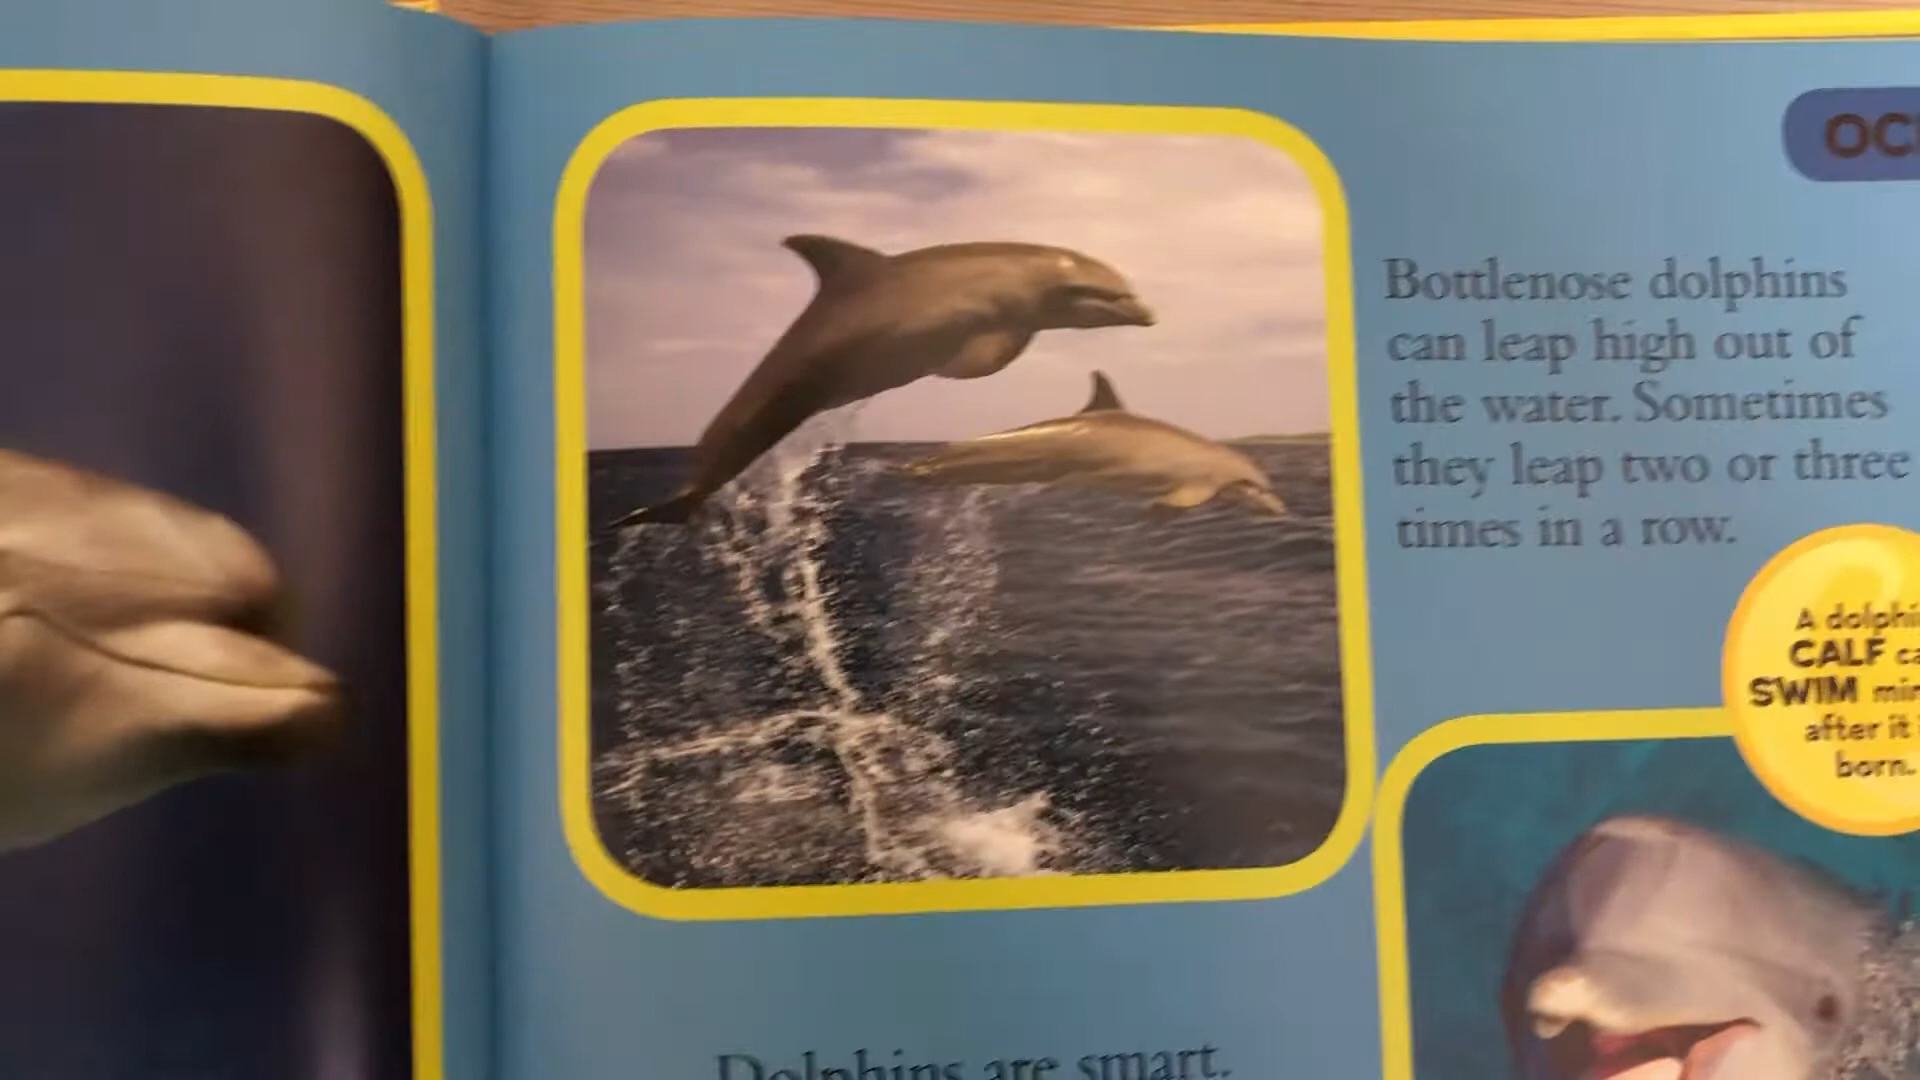 OC
Bottlenose dolphins
can leap high out of
the water. Sometimes
they leap two or three
times in a row.
A dolphi
CALF ca
SWIM min
after it
born.
Dolphins are smart.